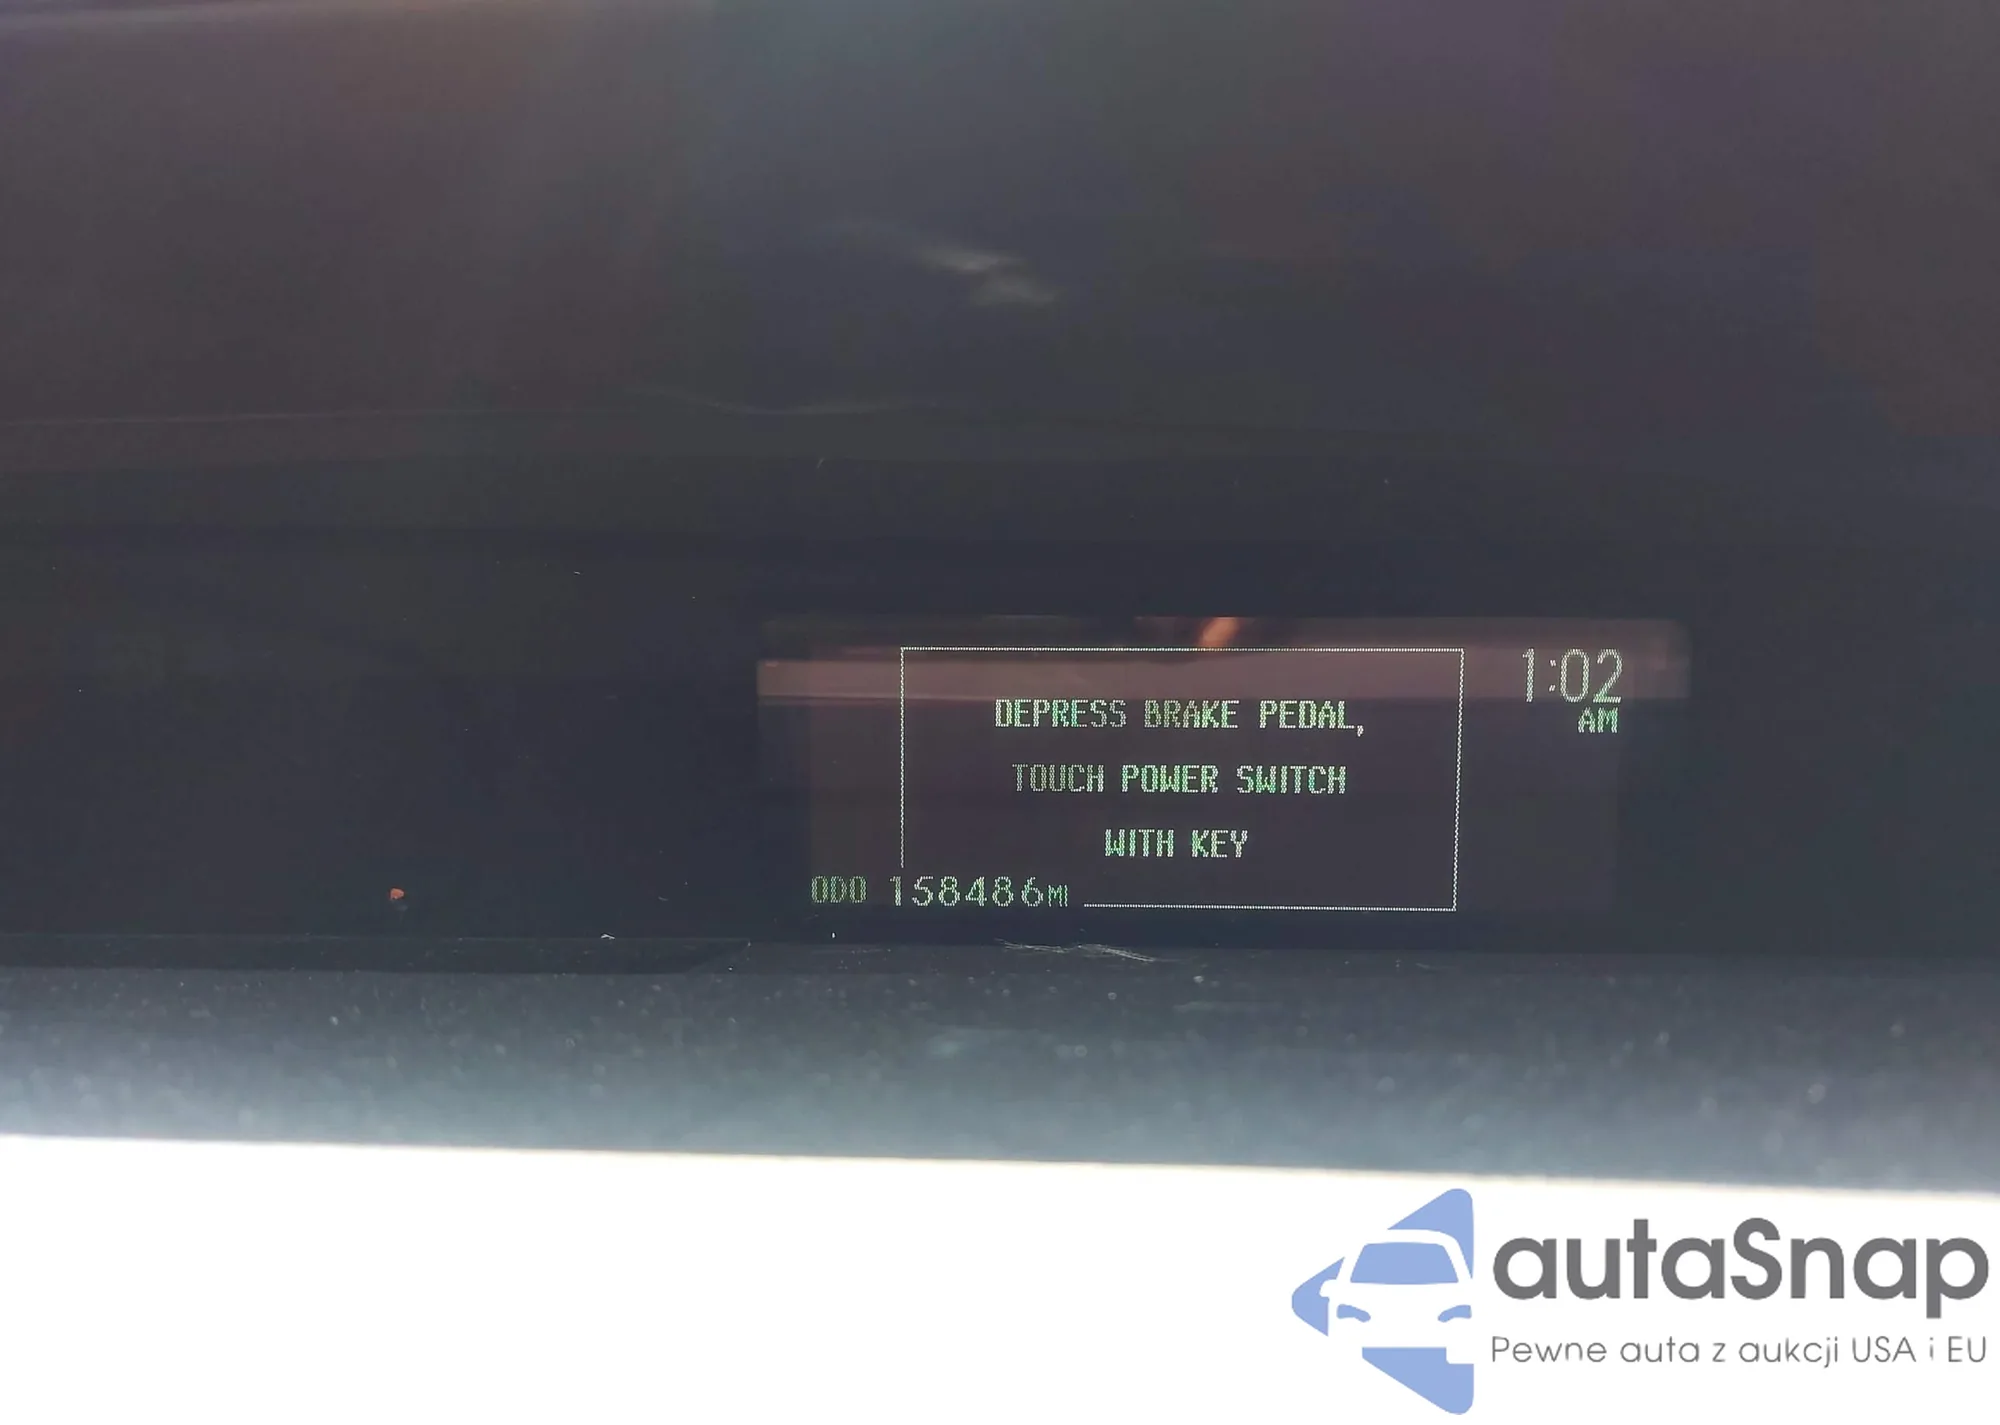 1:02
AM
DEPRESS BRAKE PEDAL,
TOUCH POWER SWITCH
WITH KEY
ODO 158486MI
autaSnap
Pewne auta z aukcji USA i EU